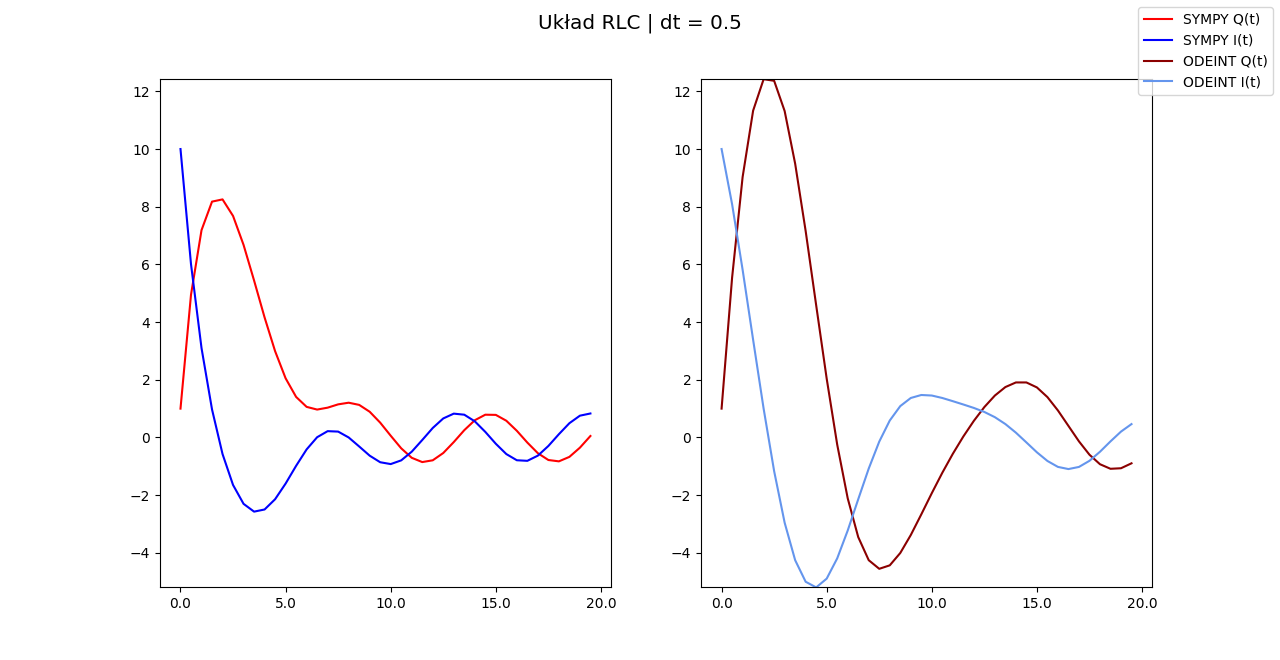 Układ RLC | dt = 0.5
SYMPY Q(t)
SYMPY I(t)
ODEINT Q(t)
ODEINT I(t)
12
10
8
6
4
2
0
−2
−4
0.0 5.0 10.0 15.0 20.0
12
10
8
6
4
2
0
−2
−4
0.0 5.0 10.0 15.0 20.0